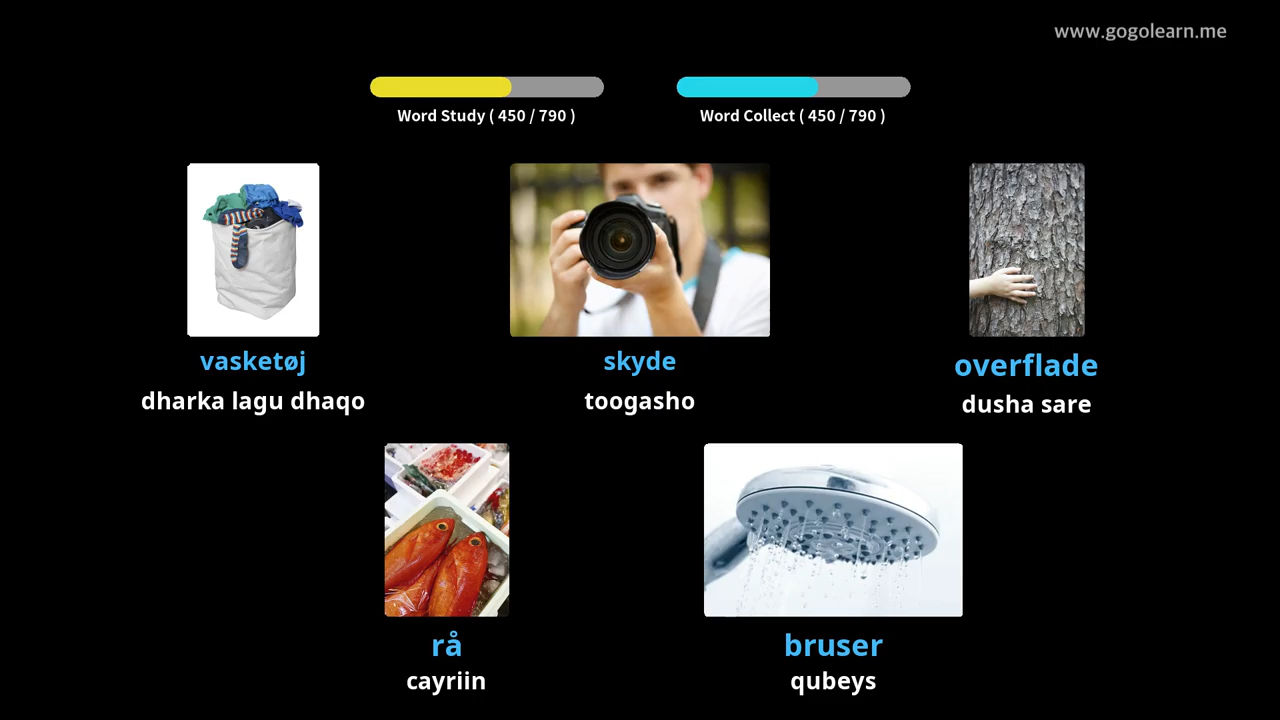 www.gogolearn.me
Word Study ( 450 / 790 )
Word Collect ( 450 / 790 )
vasketøj
dharka lagu dhaqo
skyde
toogasho
overflade
dusha sare
rå
cayriin
bruser
qubeys